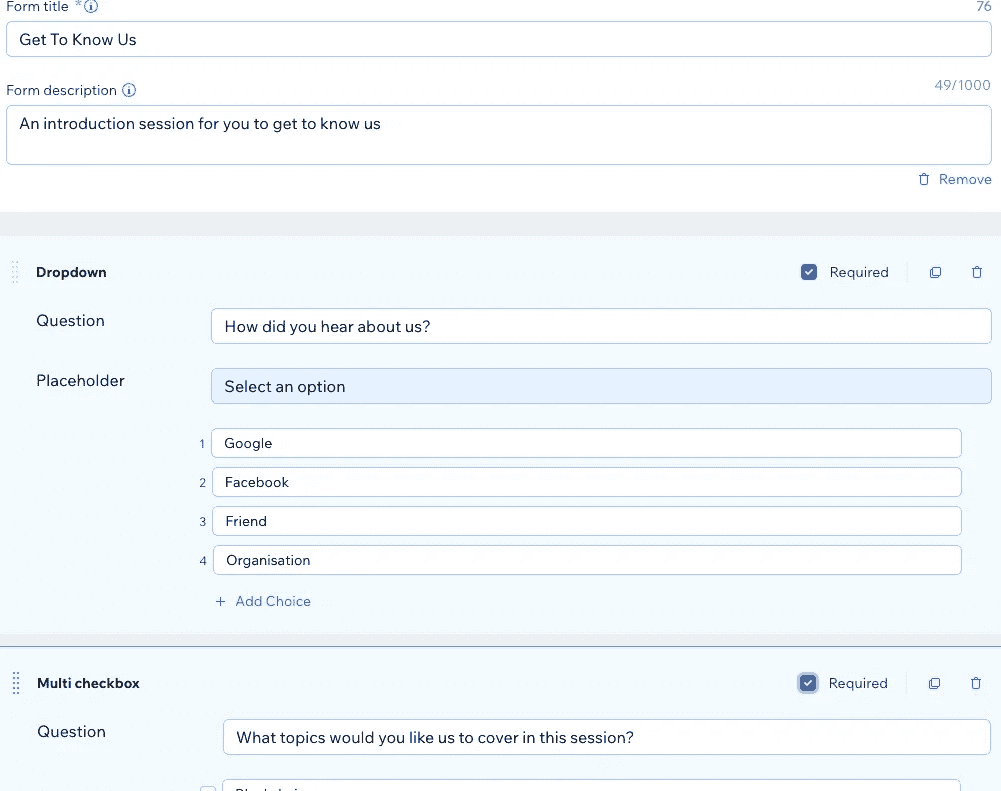 Form title * 76
Get To Know Us
Form description 49/1000
An introduction session for you to get to know us
Remove
Dropdown Required
Question How did you hear about us?
Placeholder Select an option
1 Google
2 Facebook
3 Friend
4 Organisation
+ Add Choice
Multi checkbox Required
Question What topics would you like us to cover in this session?